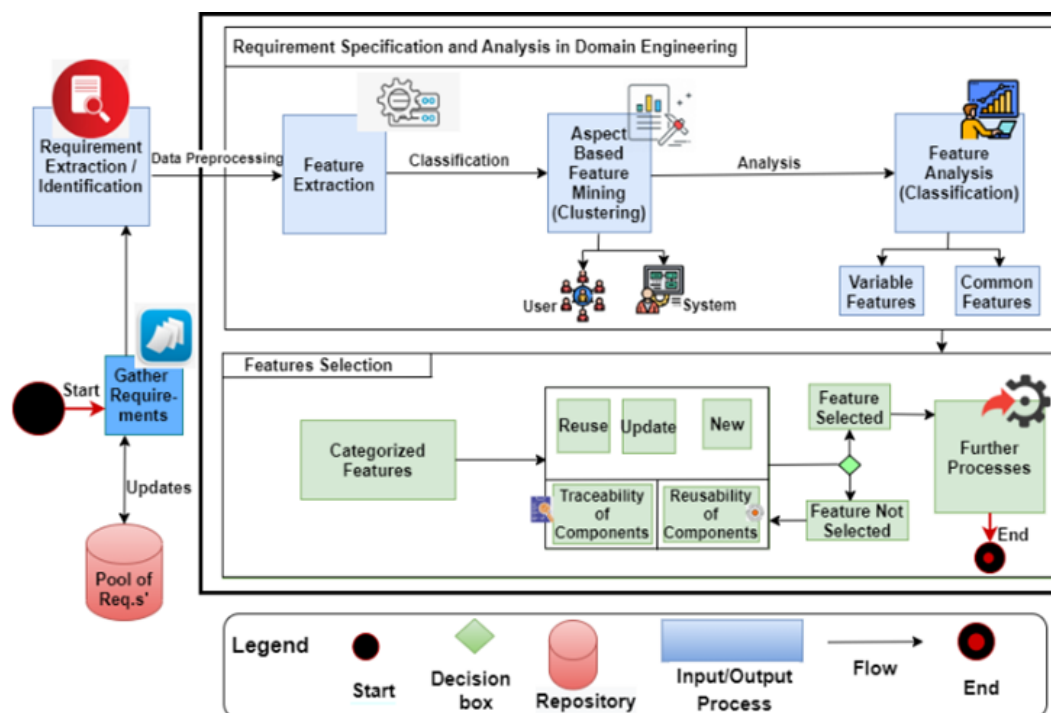 Requirement Specification and Analysis in Domain Engineering
Requirement
Extraction /
Identification
Data Preprocessing
Feature
Extraction
Classification
Aspect
Based
Feature
Mining
(Clustering)
Analysis
Feature
Analysis
(Classification)
User
System
Variable
Features
Common
Features
Start
Gather
Require-
ments
Updates
Pool of
Req.s'
Features Selection
Categorized
Features
Reuse
Update
New
Traceability
of
Components
Reusability
of
Components
Feature
Selected
Feature Not
Selected
Further
Processes
End
Legend
Start
Decision
box
Repository
Input/Output
Process
Flow
End